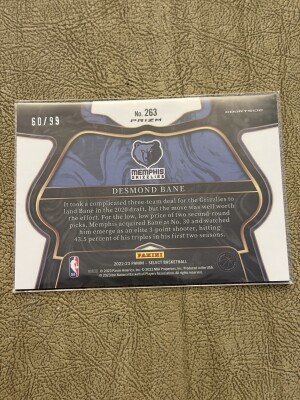 60/99
No. 263
PRIZM
MEMPHIS
GRIZZLIES
DESMOND BANE
It took a complicated three-team deal for the Grizzlies to
land Bane in the 2020 draft, but the move was well worth
the effort. For the low, low price of two second-round
picks, Memphis acquired Bane at No. 30 and watched
him emerge as an elite 3-point shooter, hitting
43.3 percent of his triples in his first two seasons.
PANINI
NBA
2022-23 PANINI - SELECT BASKETBALL